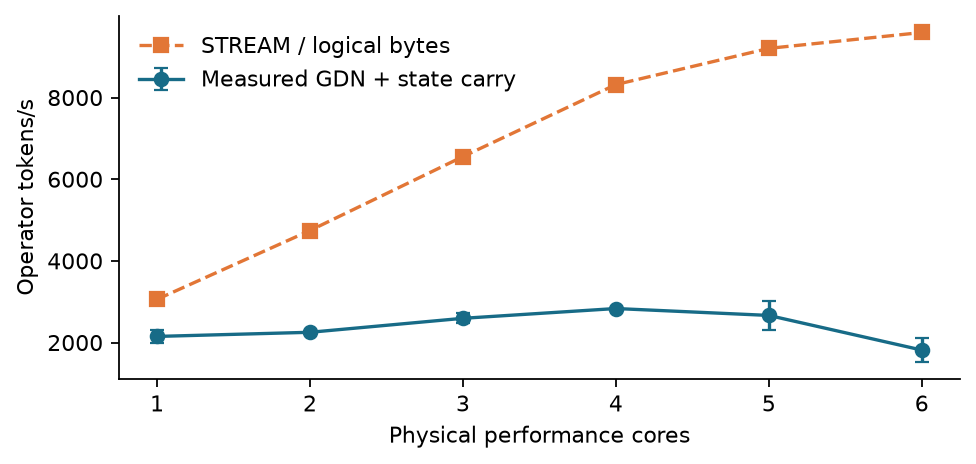 STREAM / logical bytes
Measured GDN + state carry
Operator tokens/s
8000
6000
4000
2000
1 2 3 4 5 6
Physical performance cores